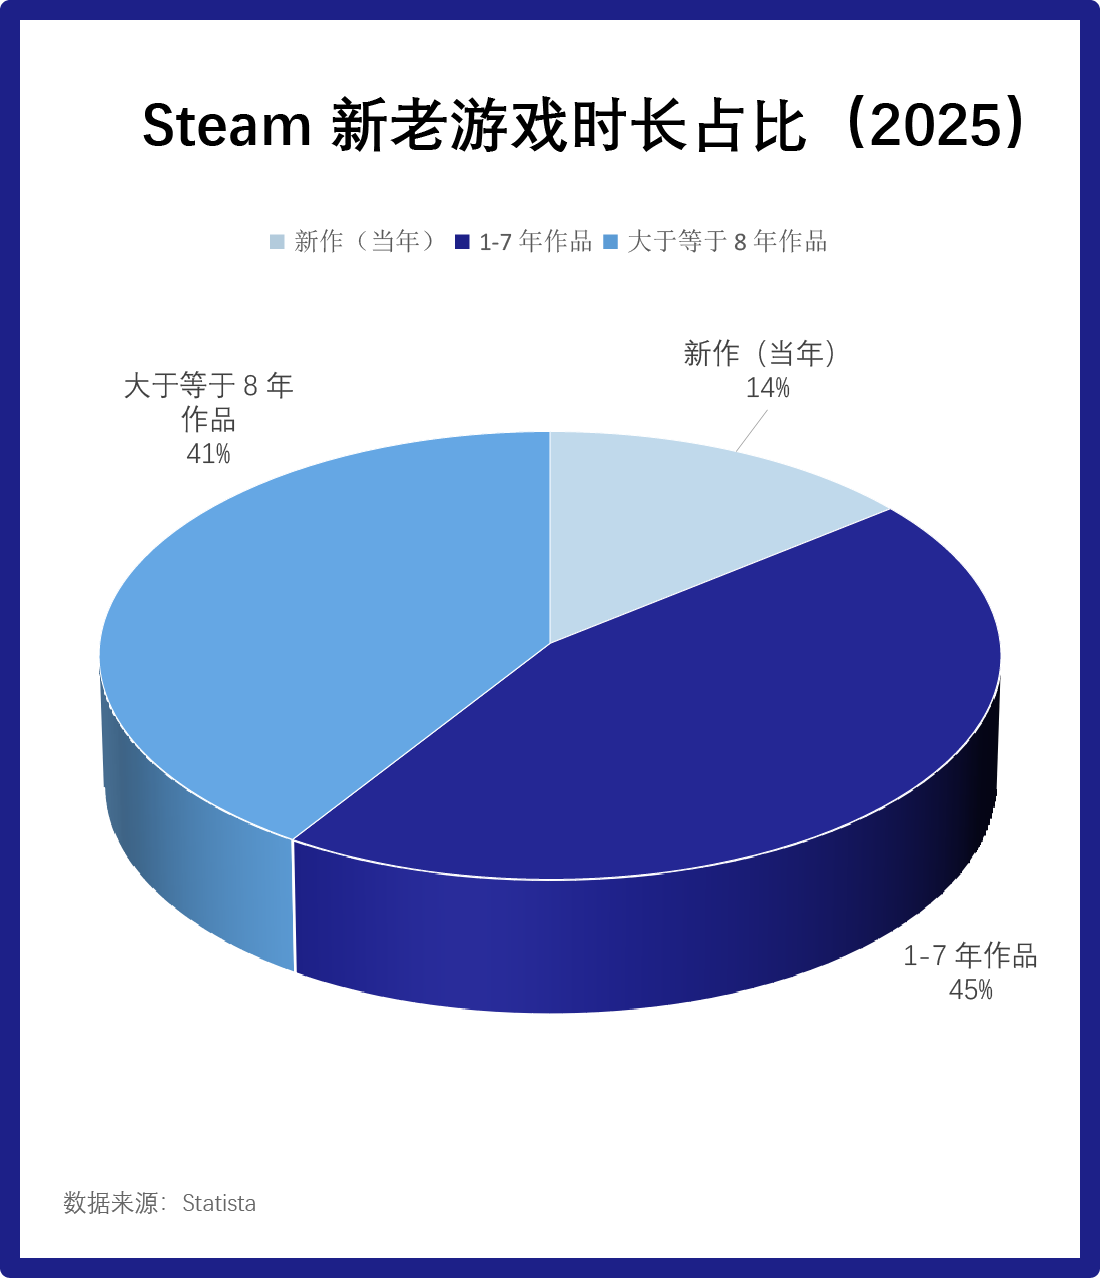 Steam 新老游戏时长占比（2025）
新作（当年） 1-7 年作品 大于等于 8 年作品
新作（当年）
14%
大于等于 8 年
作品
41%
1-7 年作品
45%
数据来源：Statista